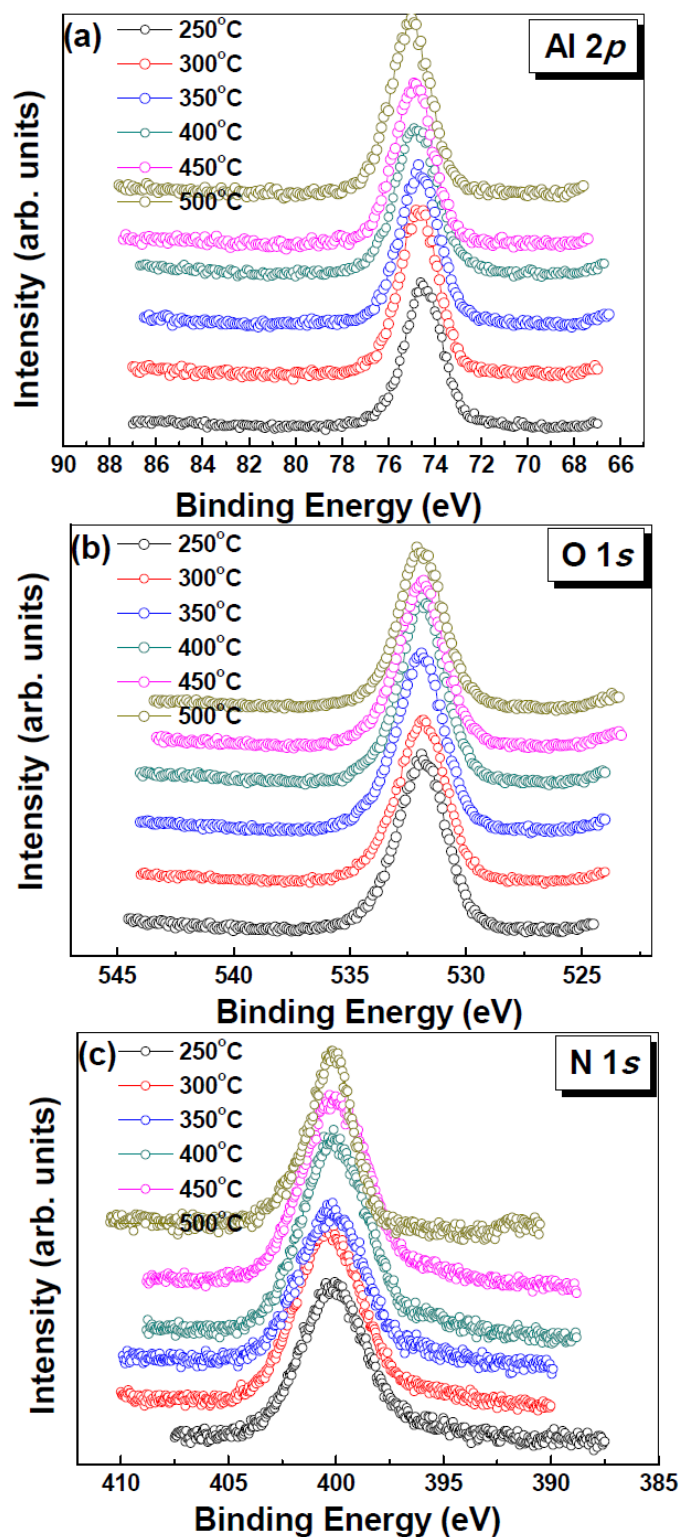 (a)
250°C
300°C
350°C
400°C
450°C
500°C
Al 2p
Intensity (arb. units)
90 88 86 84 82 80 78 76 74 72 70 68 66
Binding Energy (eV)
(b)
250°C
300°C
350°C
400°C
450°C
500°C
O 1s
Intensity (arb. units)
545 540 535 530 525
Binding Energy (eV)
(c)
250°C
300°C
350°C
400°C
450°C
500°C
N 1s
Intensity (arb. units)
410 405 400 395 390 385
Binding Energy (eV)